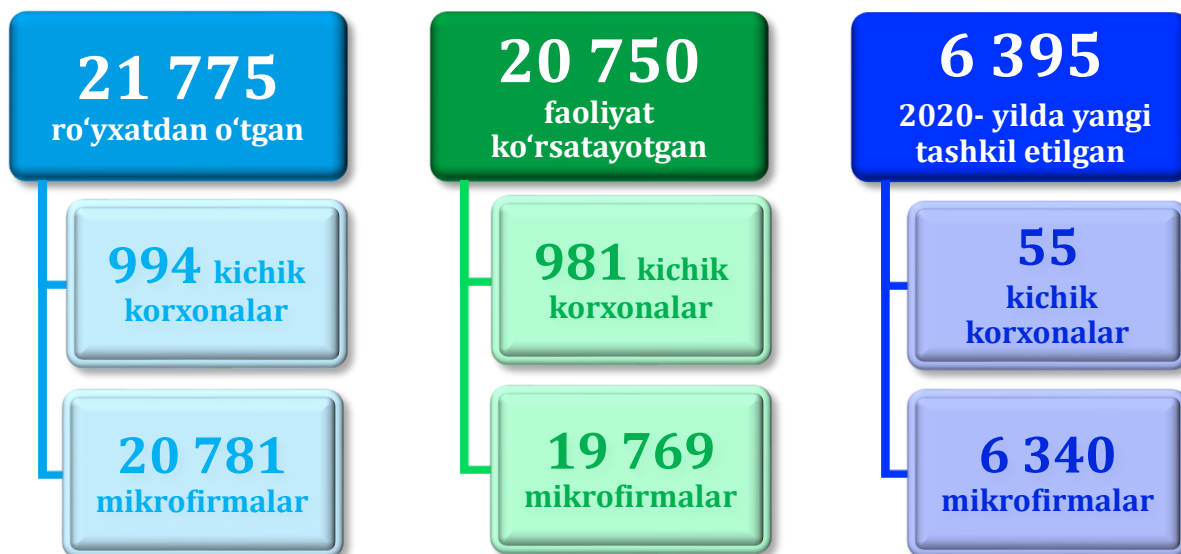 21 775
ro‘yxatdan o‘tgan
994 kichik
korxonalar
20 781
mikrofirmalar
20 750
faoliyat
ko‘rsatayotgan
981 kichik
korxonalar
19 769
mikrofirmalar
6 395
2020- yilda yangi
tashkil etilgan
55
kichik
korxonalar
6 340
mikrofirmalar